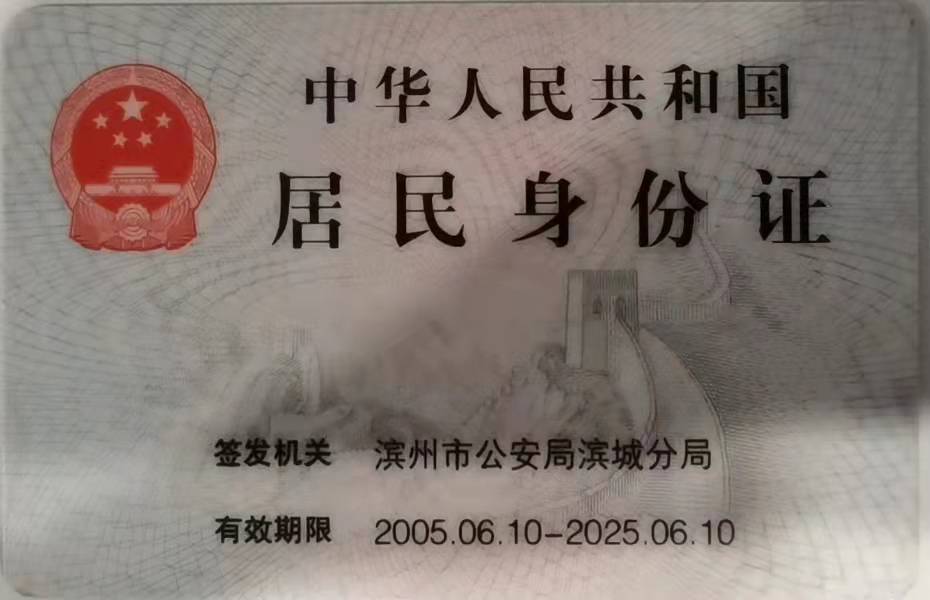 中华人民共和国
居民身份证
签发机关 滨州市公安局滨城分局
有效期限 2005.06.10-2025.06.10